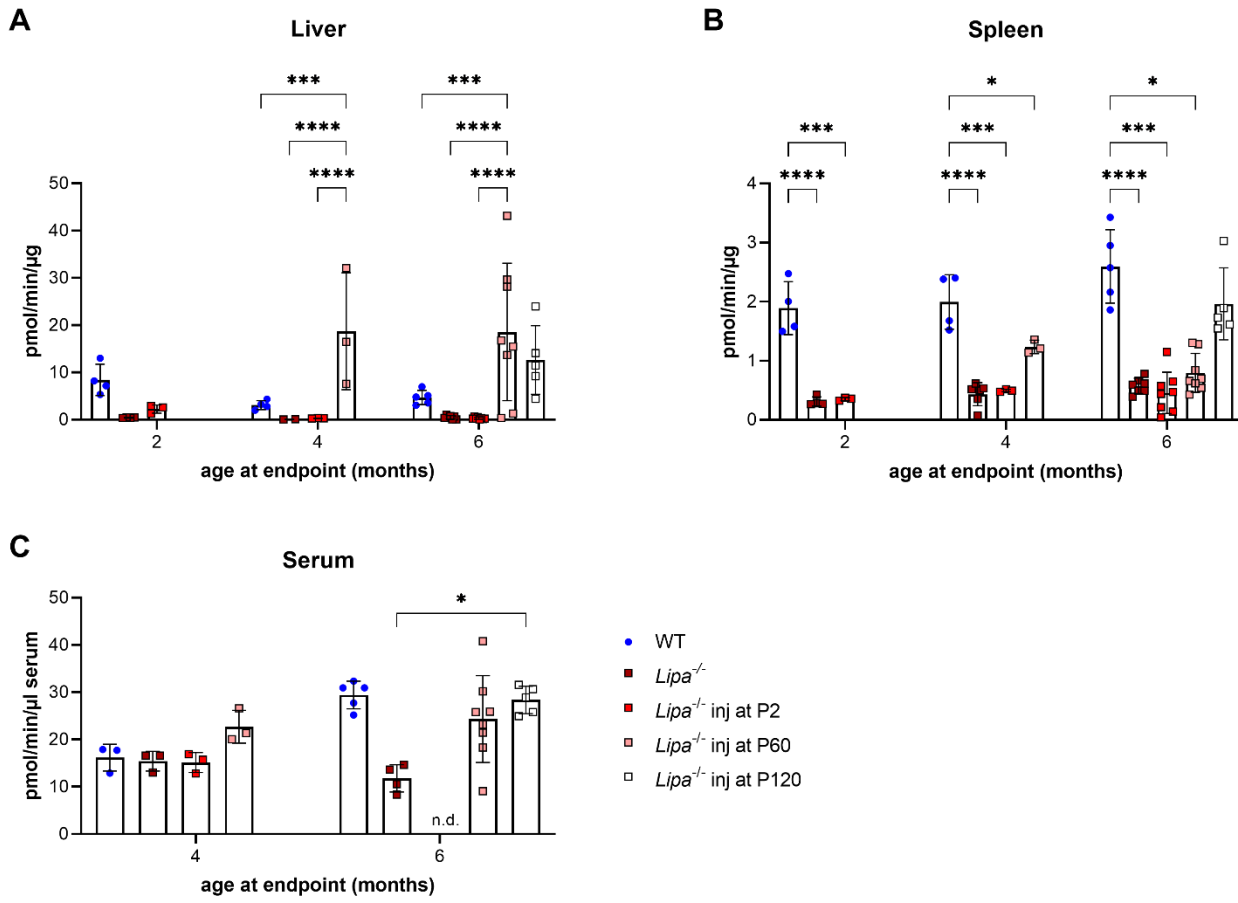 A
Liver
***
***
****
****
****
****
50
40
30
20
10
0
pmol/min/µg
2
4
6
age at endpoint (months)
B
Spleen
*
*
***
***
***
****
****
****
4
3
2
1
0
pmol/min/µg
2
4
6
age at endpoint (months)
C
Serum
*
50
40
30
20
10
0
pmol/min/µl serum
n.d.
4
6
age at endpoint (months)
WT
Lipa-/-
Lipa-/- inj at P2
Lipa-/- inj at P60
Lipa-/- inj at P120